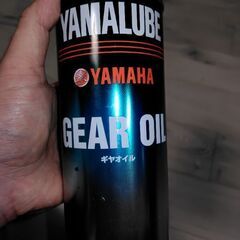 YAMALUBE
YAMAHA
GEAR OIL
ギヤオイル